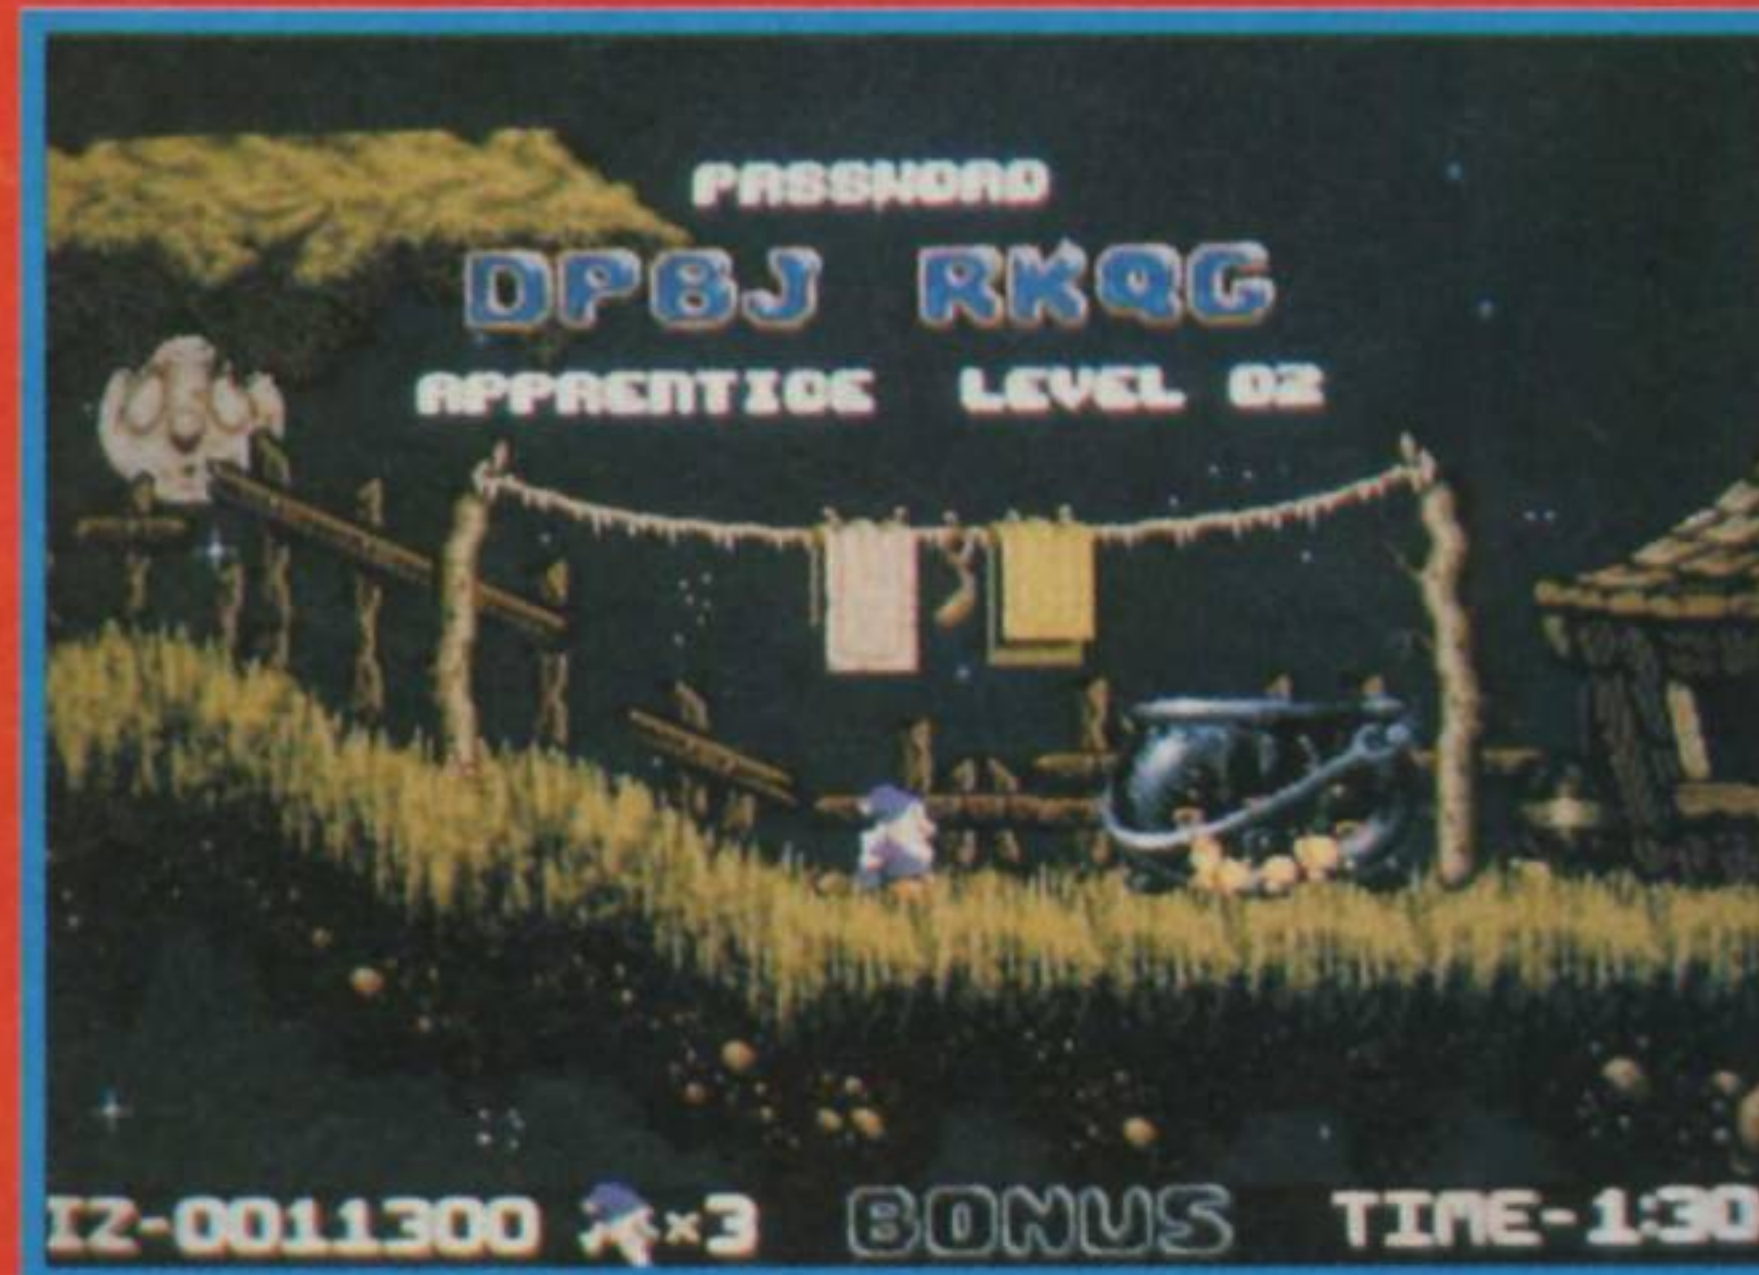 PASSWORD
DPBJ RKQG
APPRENTICE LEVEL 02
IZ-0011300 ×3 BONUS TIME-1:30